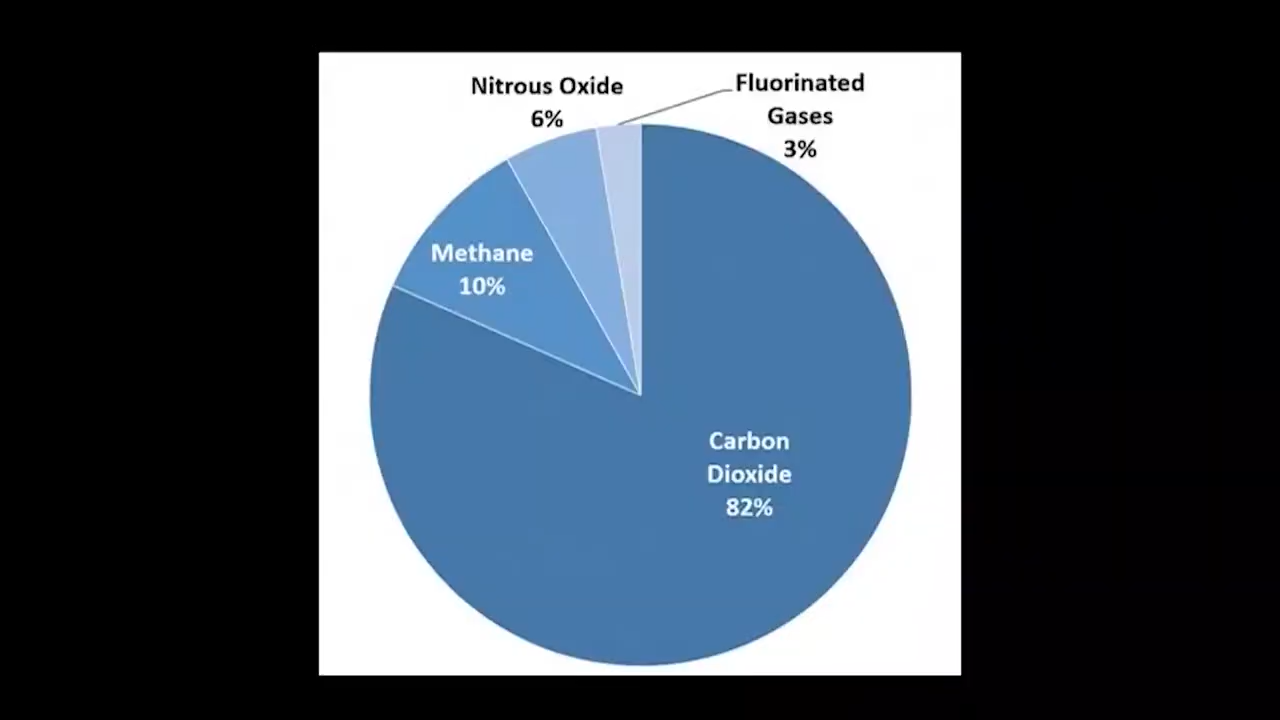 Nitrous Oxide
6%
Fluorinated
Gases
3%
Methane
10%
Carbon
Dioxide
82%